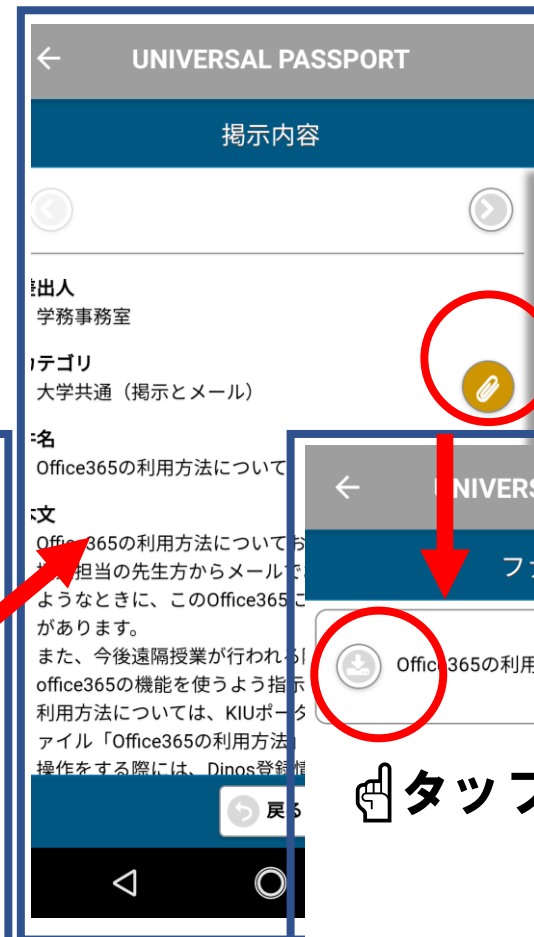 UNIVERSAL PASSPORT
掲示内容
出人
学務事務室
テゴリ
大学共通（掲示とメール）
名
Office365の利用方法について
文
Office365の利用方法についてお
担当の先生方からメールで
ようなときに、このOffice365こ
があります。
また、今後遠隔授業が行われる
office365の機能を使うよう指示
利用方法については、KIUポータ
ァイル「Office365の利用方法」
操作をする際には、Dinos登録情
戻る
UNIVERS
ファ
Office365の利用
☝タップ